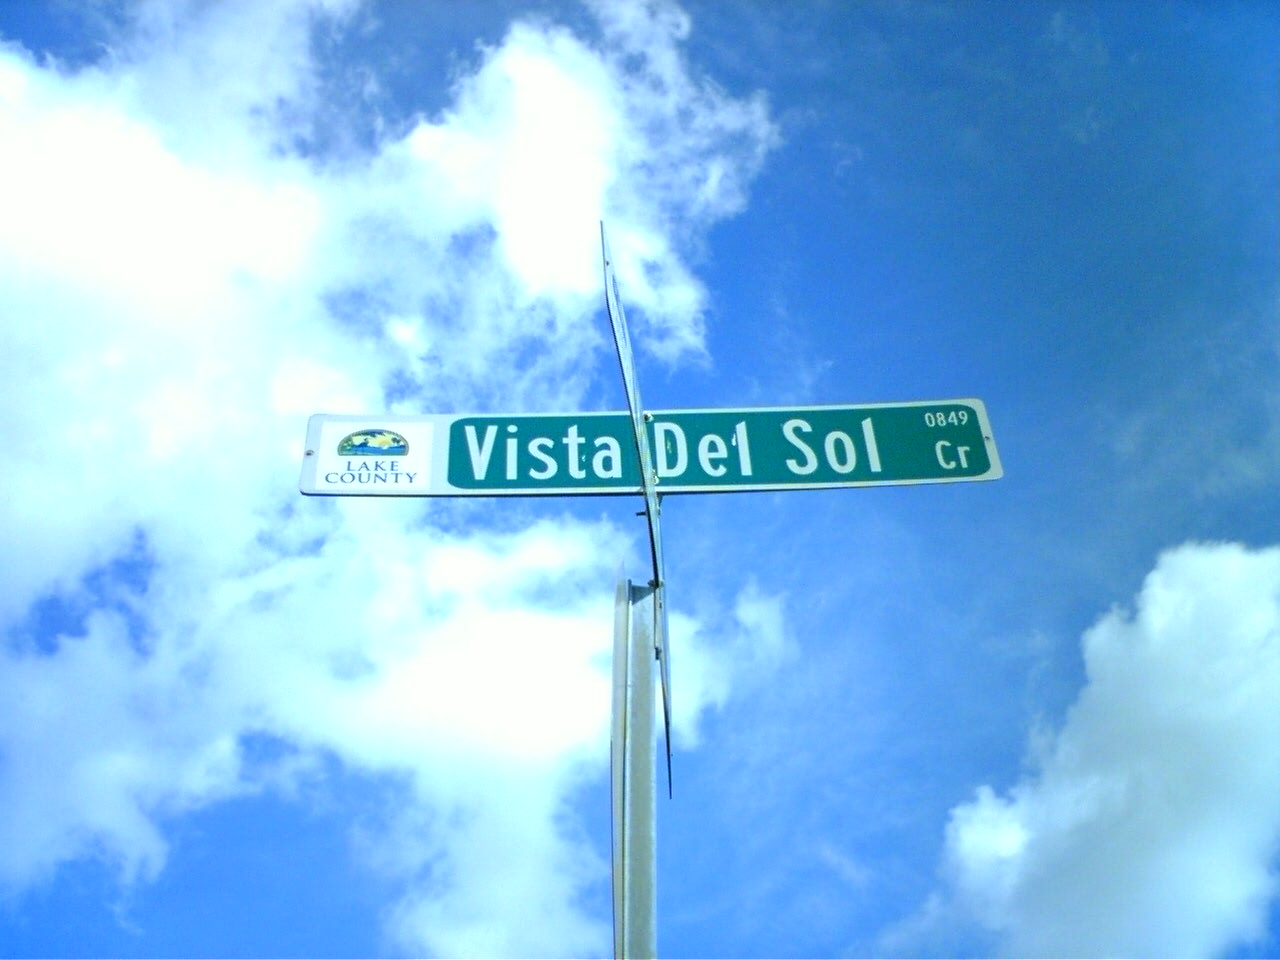 LAKE
COUNTY
Vista Del Sol
0849
Cr